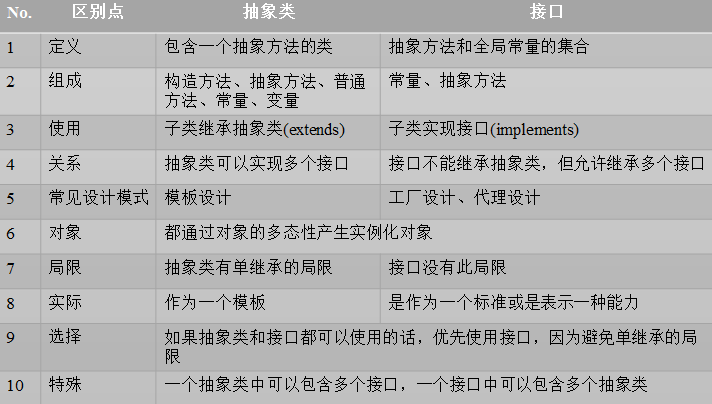 No. 区别点 抽象类 接口
1 定义 包含一个抽象方法的类 抽象方法和全局常量的集合
2 组成 构造方法、抽象方法、普通方法、常量、变量 常量、抽象方法
3 使用 子类继承抽象类(extends) 子类实现接口(implements)
4 关系 抽象类可以实现多个接口 接口不能继承抽象类，但允许继承多个接口
5 常见设计模式 模板设计 工厂设计、代理设计
6 对象 都通过对象的多态性产生实例化对象
7 局限 抽象类有单继承的局限 接口没有此局限
8 实际 作为一个模板 是作为一个标准或是表示一种能力
9 选择 如果抽象类和接口都可以使用的话，优先使用接口，因为避免单继承的局限
10 特殊 一个抽象类中可以包含多个接口，一个接口中可以包含多个抽象类